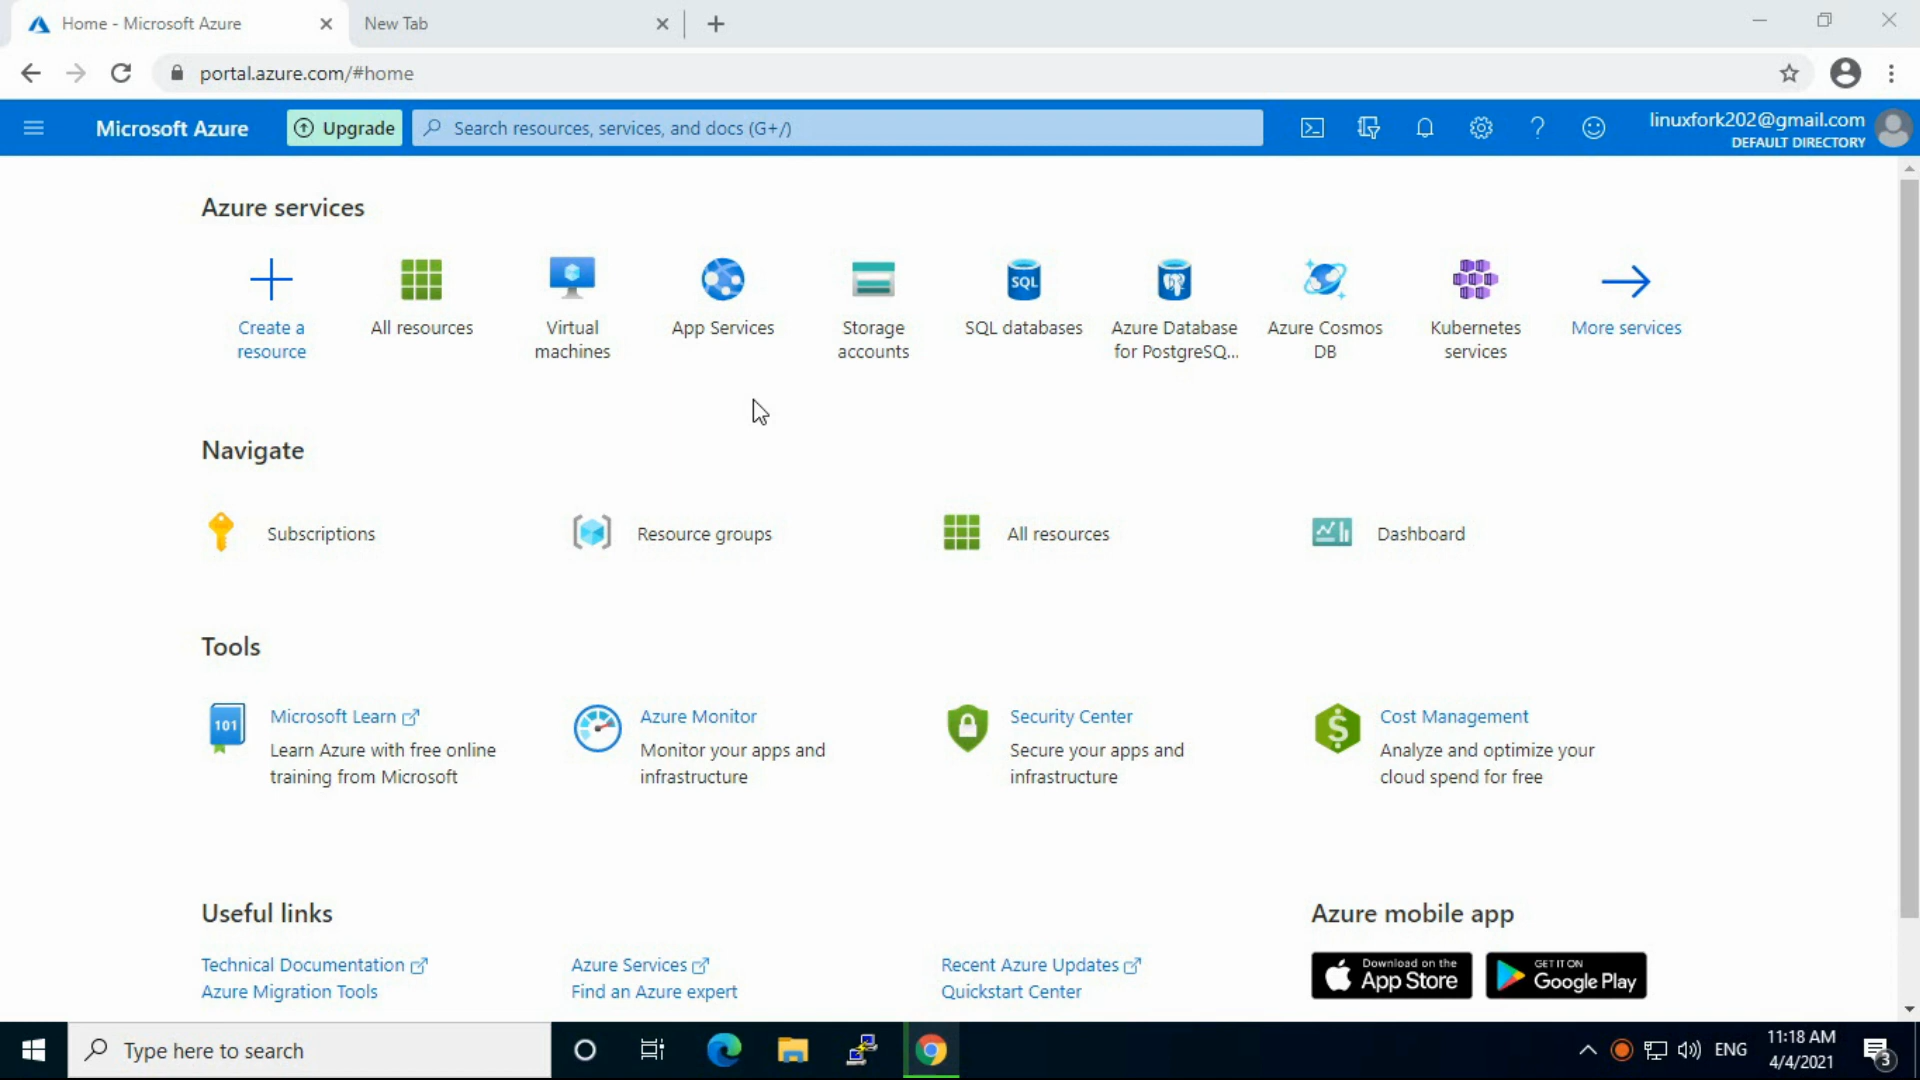 Home - Microsoft Azure
New Tab
portal.azure.com/#home
Microsoft Azure
Upgrade
Search resources, services, and docs (G+/)
linuxfork202@gmail.com
DEFAULT DIRECTORY
Azure services
Create a
resource
All resources
Virtual
machines
App Services
Storage
accounts
SQL
SQL databases
Azure Database
for PostgreSQ...
Azure Cosmos
DB
Kubernetes
services
More services
Navigate
Subscriptions
Resource groups
All resources
Dashboard
Tools
101
Microsoft Learn
Learn Azure with free online
training from Microsoft
Azure Monitor
Monitor your apps and
infrastructure
Security Center
Secure your apps and
infrastructure
$
Cost Management
Analyze and optimize your
cloud spend for free
Useful links
Technical Documentation
Azure Services
Recent Azure Updates
Azure Migration Tools
Find an Azure expert
Quickstart Center
Azure mobile app
Download on the
App Store
GET IT ON
Google Play
Type here to search
ENG
11:18 AM
4/4/2021
3